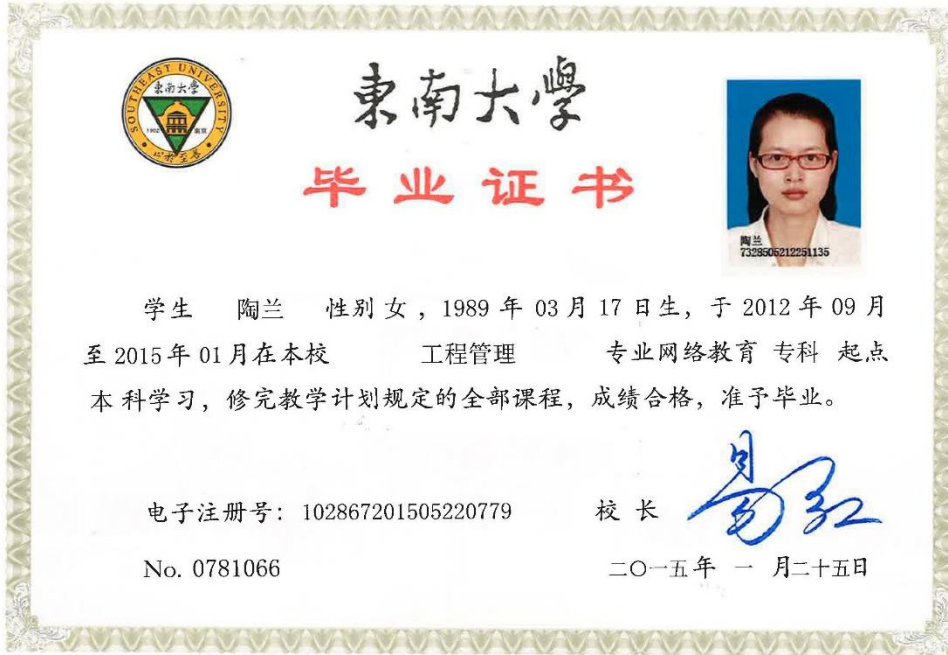 SOUTHEAST UNIVERSITY
東南大學
1902 南京
東南大學
毕业证书
陶兰
7328505212251135
学生 陶兰 性别 女 ，1989 年 03 月 17 日生，于 2012 年 09 月
至 2015 年 01 月在本校 工程管理 专业网络教育 专科 起点
本 科学习，修完教学计划规定的全部课程，成绩合格，准予毕业。
电子注册号：102867201505220779
校 长
易红
No. 0781066
二〇一五 年 一 月二十五日